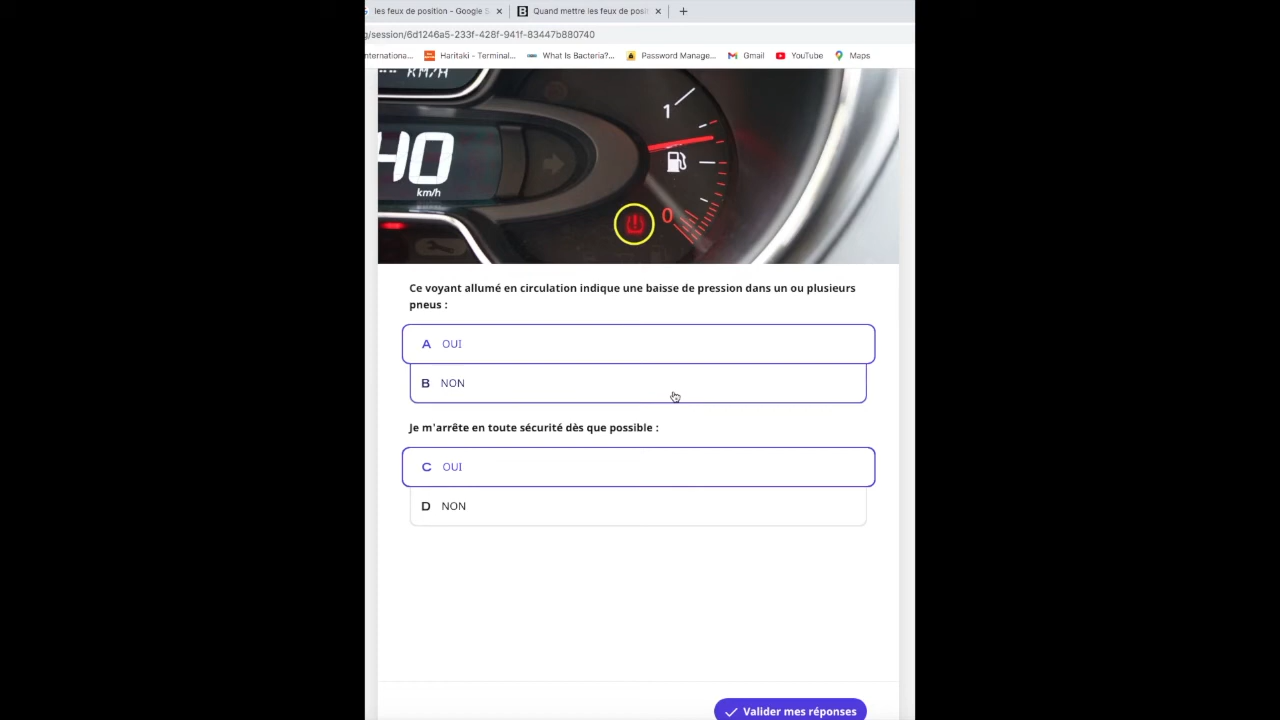 les feux de position - Google S
Quand mettre les feux de posit
g/session/6d1246a5-233f-428f-941f-83447b880740
nternationa... Haritaki - Terminal... What Is Bacteria?... Password Manage... Gmail YouTube Maps
KM/H
1
40
km/h
0
Ce voyant allumé en circulation indique une baisse de pression dans un ou plusieurs
pneus :
A OUI
B NON
Je m'arrête en toute sécurité dès que possible :
C OUI
D NON
Valider mes réponses